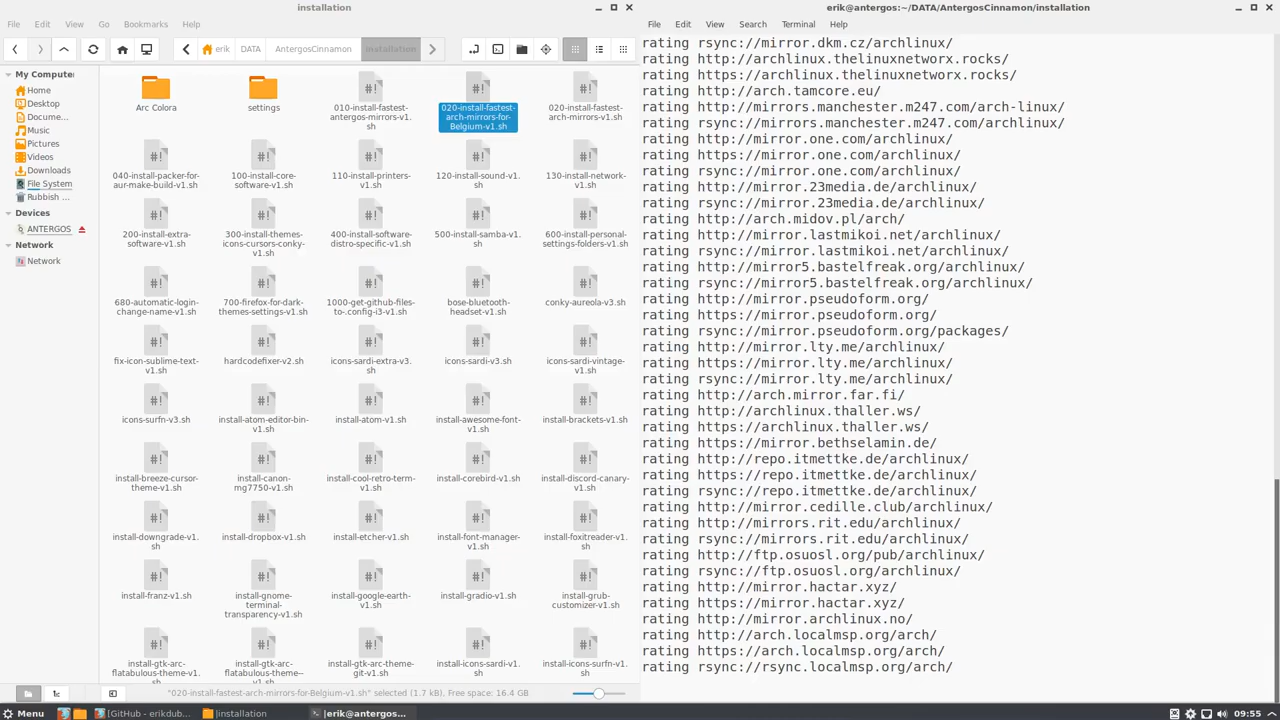 installation
File Edit View Go Bookmarks Help
erik DATA AntergosCinnamon installation
My Compute
Home
Desktop
Docume...
Music
Pictures
Videos
Downloads
File System
Rubbish ...
Devices
ANTERGOS
Network
Network
Arc Colora
settings
010-install-fastest-
antergos-mirrors-v1.
sh
020-install-fastest-
arch-mirrors-for-
Belgium-v1.sh
020-install-fastest-
arch-mirrors-v1.sh
040-install-packer-for-
aur-make-build-v1.sh
100-install-core-
software-v1.sh
110-install-printers-
v1.sh
120-install-sound-v1.
sh
130-install-network-
v1.sh
200-install-extra-
software-v1.sh
300-install-themes-
icons-cursors-conky-
v1.sh
400-install-software-
distro-specific-v1.sh
500-install-samba-v1.
sh
600-install-personal-
settings-folders-v1.sh
680-automatic-login-
change-name-v1.sh
700-firefox-for-dark-
themes-settings-v1.sh
1000-get-github-files-
to-.config-i3-v1.sh
bose-bluetooth-
headset-v1.sh
conky-aureola-v3.sh
fix-icon-sublime-text-
v1.sh
hardcodefixer-v2.sh
icons-sardi-extra-v3.
sh
icons-sardi-v3.sh
icons-sardi-vintage-
v1.sh
icons-surfn-v3.sh
install-atom-editor-bin-
v1.sh
install-atom-v1.sh
install-awesome-font-
v1.sh
install-brackets-v1.sh
install-breeze-cursor-
theme-v1.sh
install-canon-
mg7750-v1.sh
install-cool-retro-term-
v1.sh
install-corebird-v1.sh
install-discord-canary-
v1.sh
install-downgrade-v1.
sh
install-dropbox-v1.sh
install-etcher-v1.sh
install-font-manager-
v1.sh
install-foxitreader-v1.
sh
install-franz-v1.sh
install-gnome-
terminal-
transparency-v1.sh
install-google-earth-
v1.sh
install-gradio-v1.sh
install-grub-
customizer-v1.sh
install-gtk-arc-
flatabulous-theme-
v1.sh
install-gtk-arc-
flatabulous-theme--
v1.sh
install-gtk-arc-theme-
git-v1.sh
install-icons-sardi-v1.
sh
install-icons-surfn-v1.
sh
"020-install-fastest-arch-mirrors-for-Belgium-v1.sh" selected (1.7 kB), Free space: 16.4 GB
erik@antergos:~/DATA/AntergosCinnamon/installation
File Edit View Search Terminal Help
rating rsync://mirror.dkm.cz/archlinux/
rating http://archlinux.thelinuxnetworx.rocks/
rating https://archlinux.thelinuxnetworx.rocks/
rating http://arch.tamcore.eu/
rating http://mirrors.manchester.m247.com/arch-linux/
rating rsync://mirrors.manchester.m247.com/archlinux/
rating http://mirror.one.com/archlinux/
rating https://mirror.one.com/archlinux/
rating rsync://mirror.one.com/archlinux/
rating http://mirror.23media.de/archlinux/
rating rsync://mirror.23media.de/archlinux/
rating http://arch.midov.pl/arch/
rating http://mirror.lastmikoi.net/archlinux/
rating rsync://mirror.lastmikoi.net/archlinux/
rating http://mirror5.bastelfreak.org/archlinux/
rating rsync://mirror5.bastelfreak.org/archlinux/
rating http://mirror.pseudoform.org/
rating https://mirror.pseudoform.org/
rating rsync://mirror.pseudoform.org/packages/
rating http://mirror.lty.me/archlinux/
rating https://mirror.lty.me/archlinux/
rating rsync://mirror.lty.me/archlinux/
rating http://arch.mirror.far.fi/
rating http://archlinux.thaller.ws/
rating https://archlinux.thaller.ws/
rating https://mirror.bethselamin.de/
rating http://repo.itmettke.de/archlinux/
rating https://repo.itmettke.de/archlinux/
rating rsync://repo.itmettke.de/archlinux/
rating http://mirror.cedille.club/archlinux/
rating http://mirrors.rit.edu/archlinux/
rating rsync://mirrors.rit.edu/archlinux/
rating http://ftp.osuosl.org/pub/archlinux/
rating rsync://ftp.osuosl.org/archlinux/
rating http://mirror.hactar.xyz/
rating https://mirror.hactar.xyz/
rating http://mirror.archlinux.no/
rating http://arch.localmsp.org/arch/
rating https://arch.localmsp.org/arch/
rating rsync://rsync.localmsp.org/arch/
Menu [GitHub - erikdub... installation erik@antergos:... 09:55